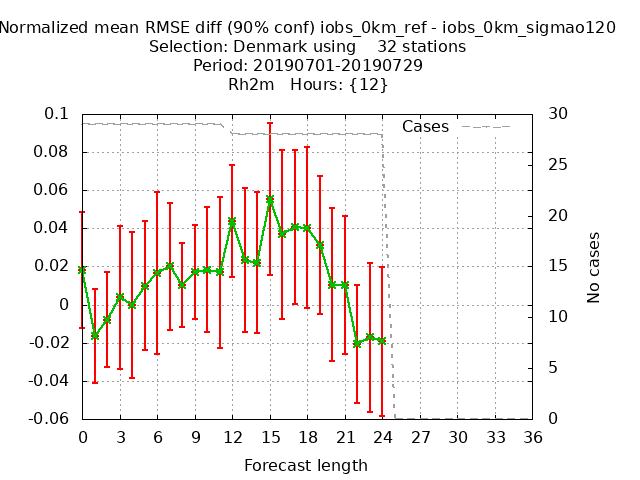 Normalized mean RMSE diff (90% conf) iobs_0km_ref - iobs_0km_sigmao120
Selection: Denmark using 32 stations
Period: 20190701-20190729
Rh2m Hours: {12}
0.1
0.08
0.06
0.04
0.02
0
-0.02
-0.04
-0.06
Cases
30
25
20
15
10
5
0
No cases
0 3 6 9 12 15 18 21 24 27 30 33 36
Forecast length